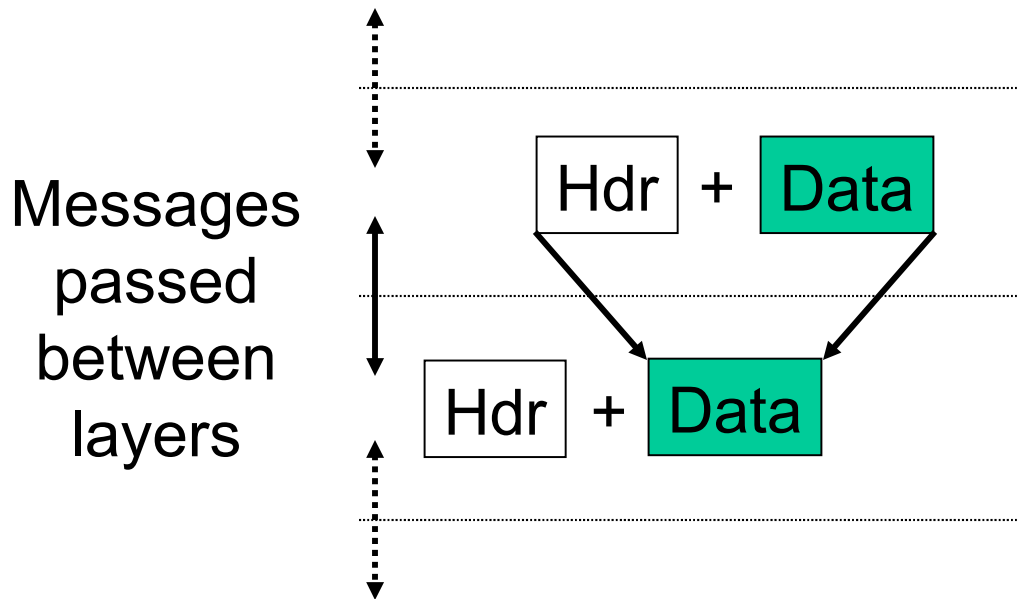 Messages
passed
between
layers
Hdr + Data
Hdr + Data